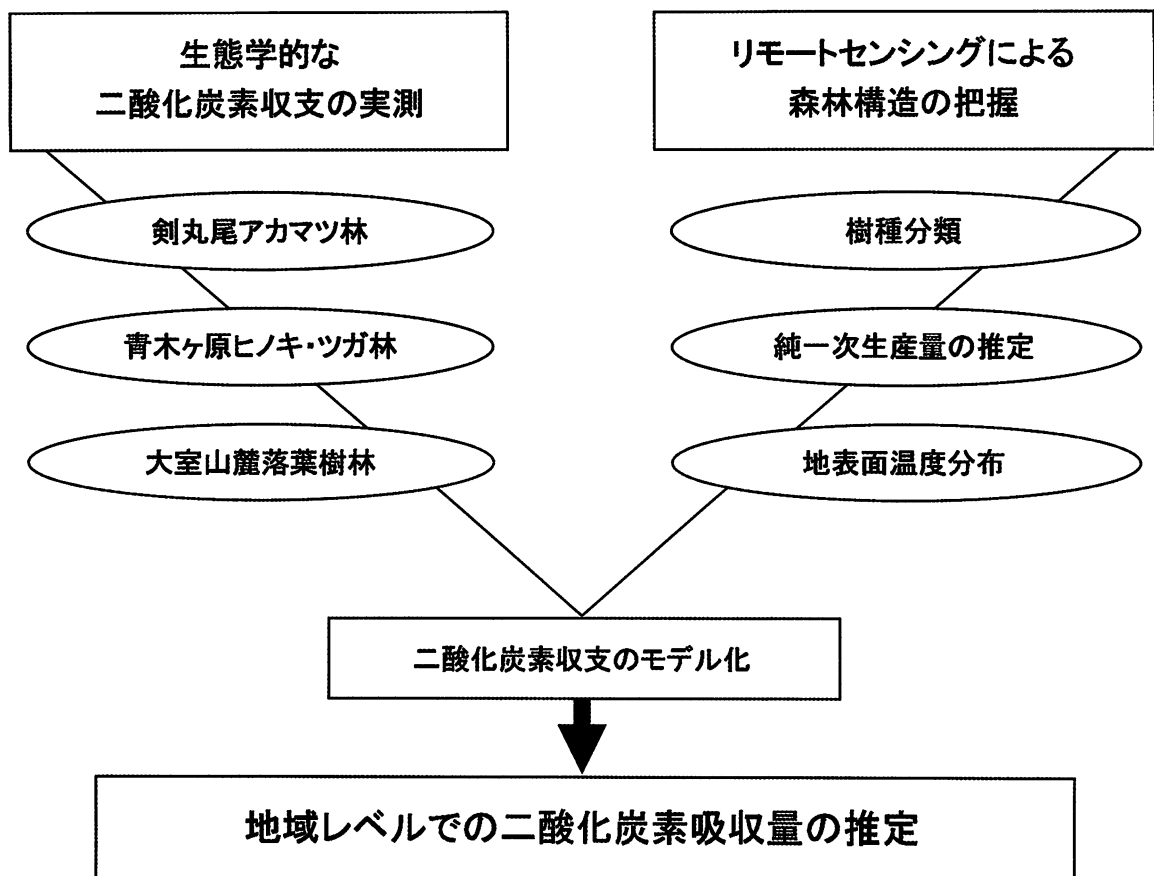 生態学的な
二酸化炭素収支の実測
リモートセンシングによる
森林構造の把握
剣丸尾アカマツ林
樹種分類
青木ヶ原ヒノキ・ツガ林
純一次生産量の推定
大室山麓落葉樹林
地表面温度分布
二酸化炭素収支のモデル化
地域レベルでの二酸化炭素吸収量の推定